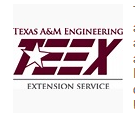 TEXAS A&M ENGINEERING
TEEX
EXTENSION SERVICE